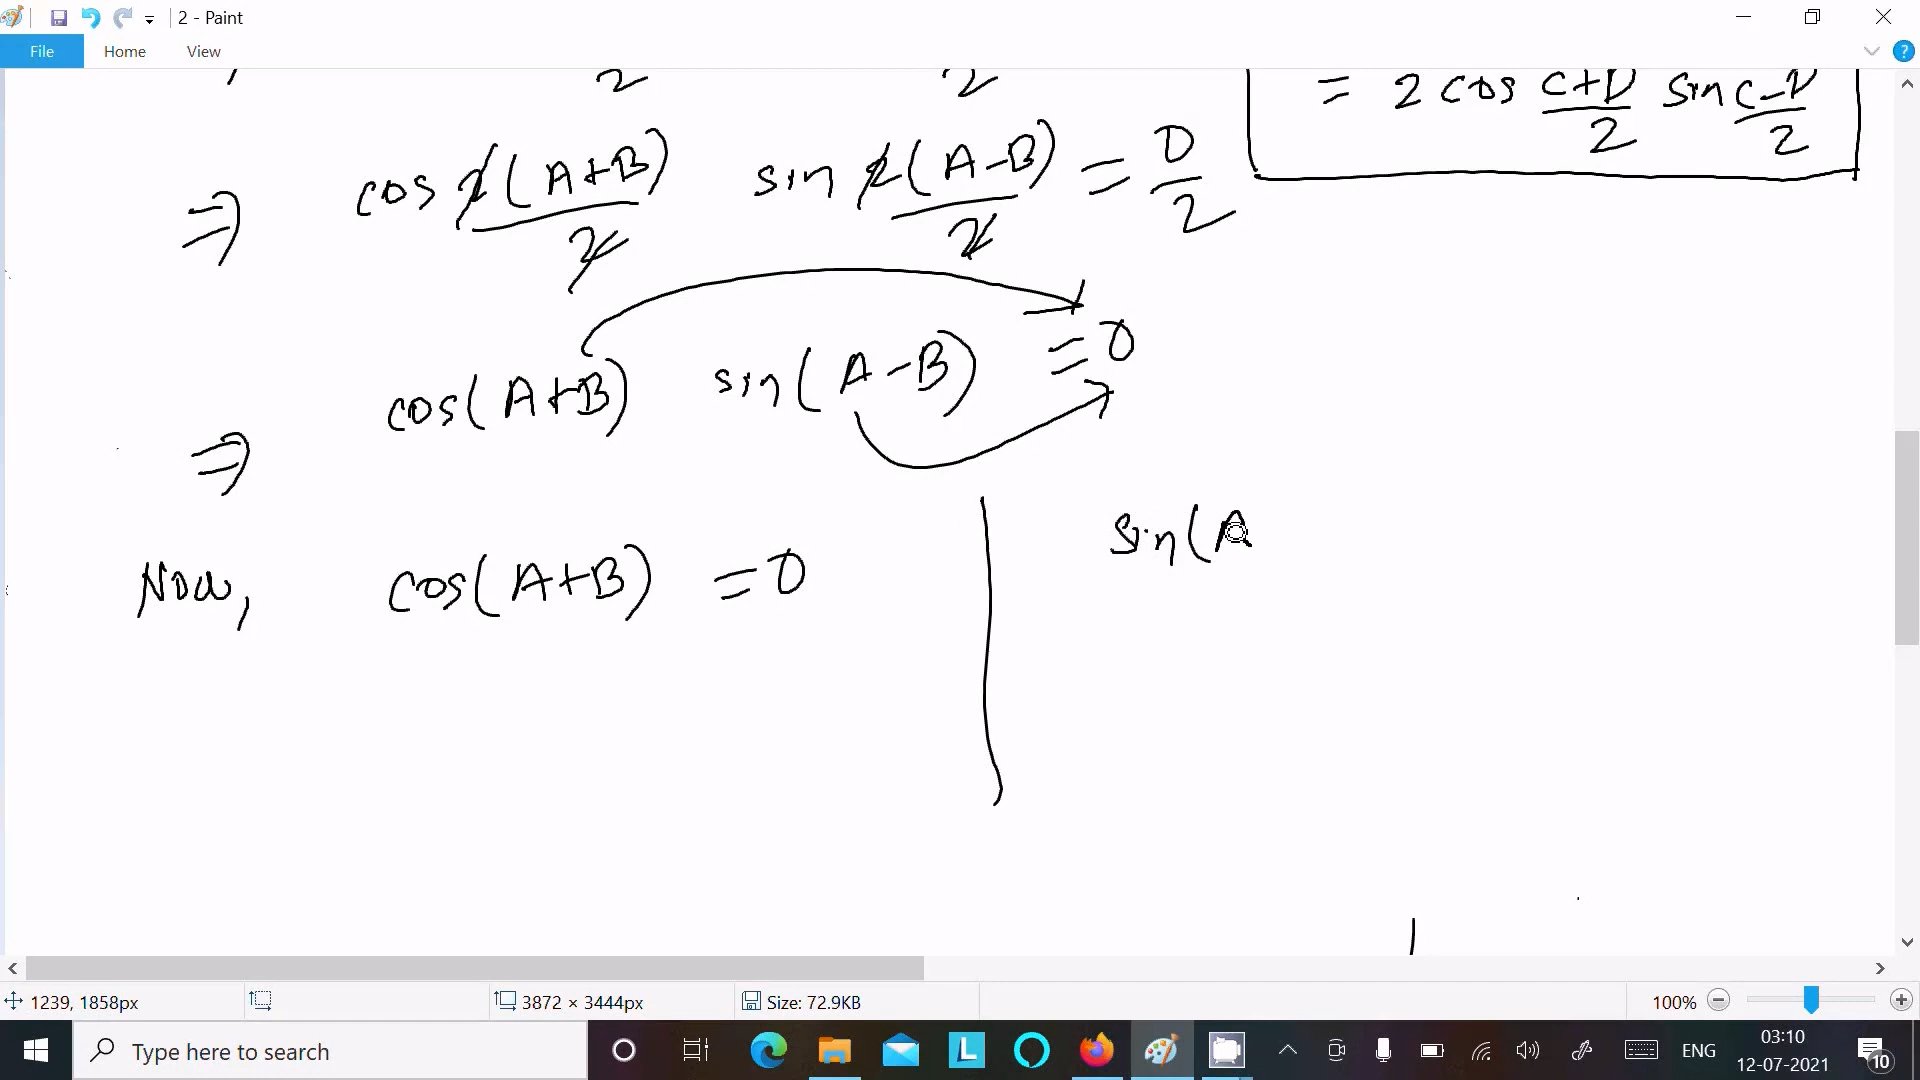 2 - Paint
File Home View
2 2
= 2 cos C+D/2 sin C-D/2
⇒ cos 2(A+B)/2 sin 2(A-B)/2 = 0/2
⇒ cos(A+B) sin(A-B) = 0
Now, cos(A+B) = 0
sin(A
1239, 1858px 3872 × 3444px Size: 72.9KB 100%
Type here to search
L
ENG
03:10
12-07-2021
10